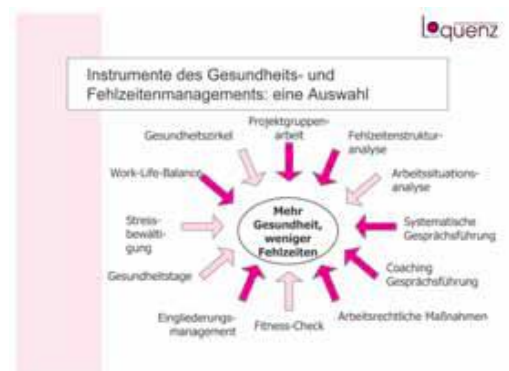 Loquenz
Instrumente des Gesundheits- und
Fehlzeitenmanagements: eine Auswahl
Projektgruppen-
arbeit
Gesundheitszirkel
Fehlzeitenstruktur-
analyse
Work-Life-Balance
Arbeitssituations-
analyse
Mehr
Gesundheit,
weniger
Fehlzeiten
Stress-
bewälti-
gung
Systematische
Gesprächsführung
Gesundheitstage
Coaching
Gesprächsführung
Eingliederungs-
management
Fitness-Check
Arbeitsrechtliche Maßnahmen